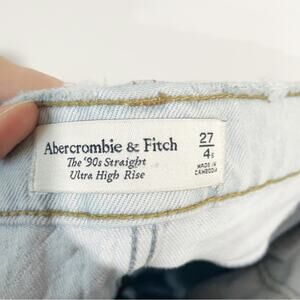 Abercrombie & Fitch
The '90s Straight
Ultra High Rise
27
4S
MADE IN
CAMBODIA